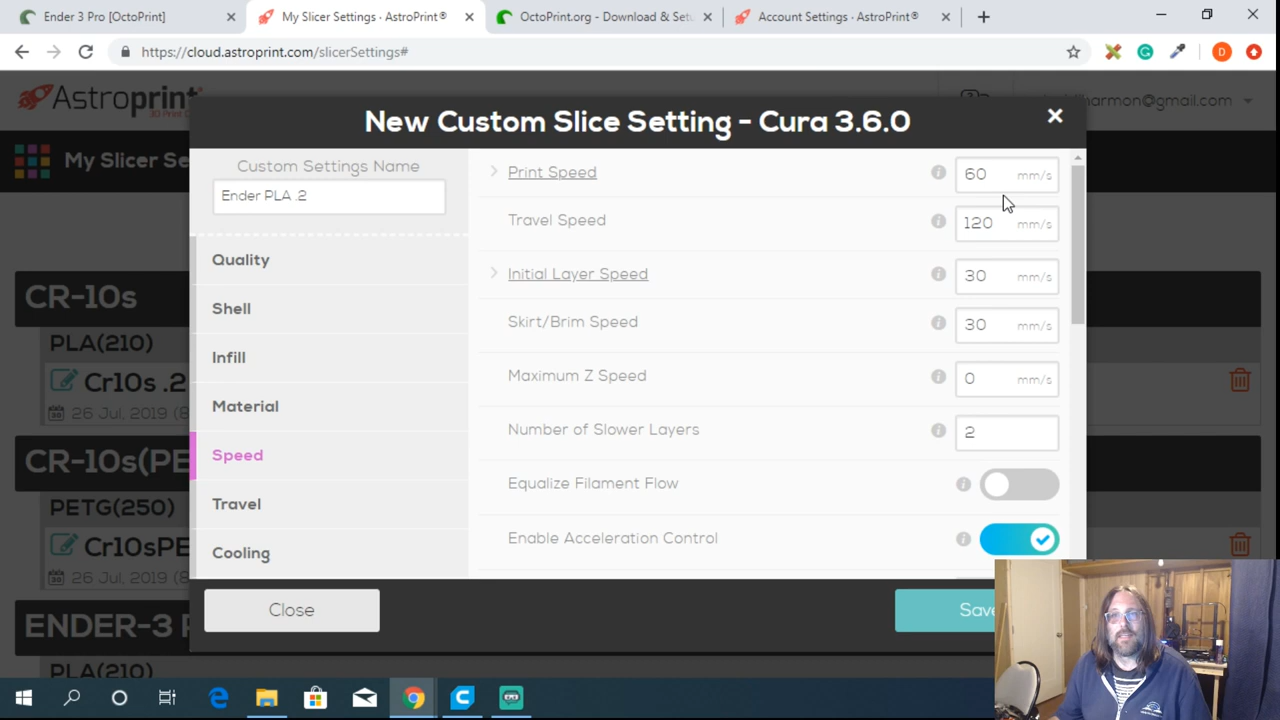 Ender 3 Pro [OctoPrint]
My Slicer Settings · AstroPrint®
OctoPrint.org - Download & Set
Account Settings · AstroPrint®
https://cloud.astroprint.com/slicerSettings#
D
Astroprint
harmon@gmail.com
My Slicer Se
New Custom Slice Setting - Cura 3.6.0
Custom Settings Name
Ender PLA .2
Quality
Shell
Infill
Material
Speed
Travel
Cooling
Print Speed 60 mm/s
Travel Speed 120 mm/s
Initial Layer Speed 30 mm/s
Skirt/Brim Speed 30 mm/s
Maximum Z Speed 0 mm/s
Number of Slower Layers 2
Equalize Filament Flow
Enable Acceleration Control
CR-10s
PLA(210)
Cr10s .2
26 Jul, 2019 (8
CR-10s(PE
PETG(250)
Cr10sPE
26 Jul, 2019 (8
ENDER-3 P
PLA(210)
Close
Save